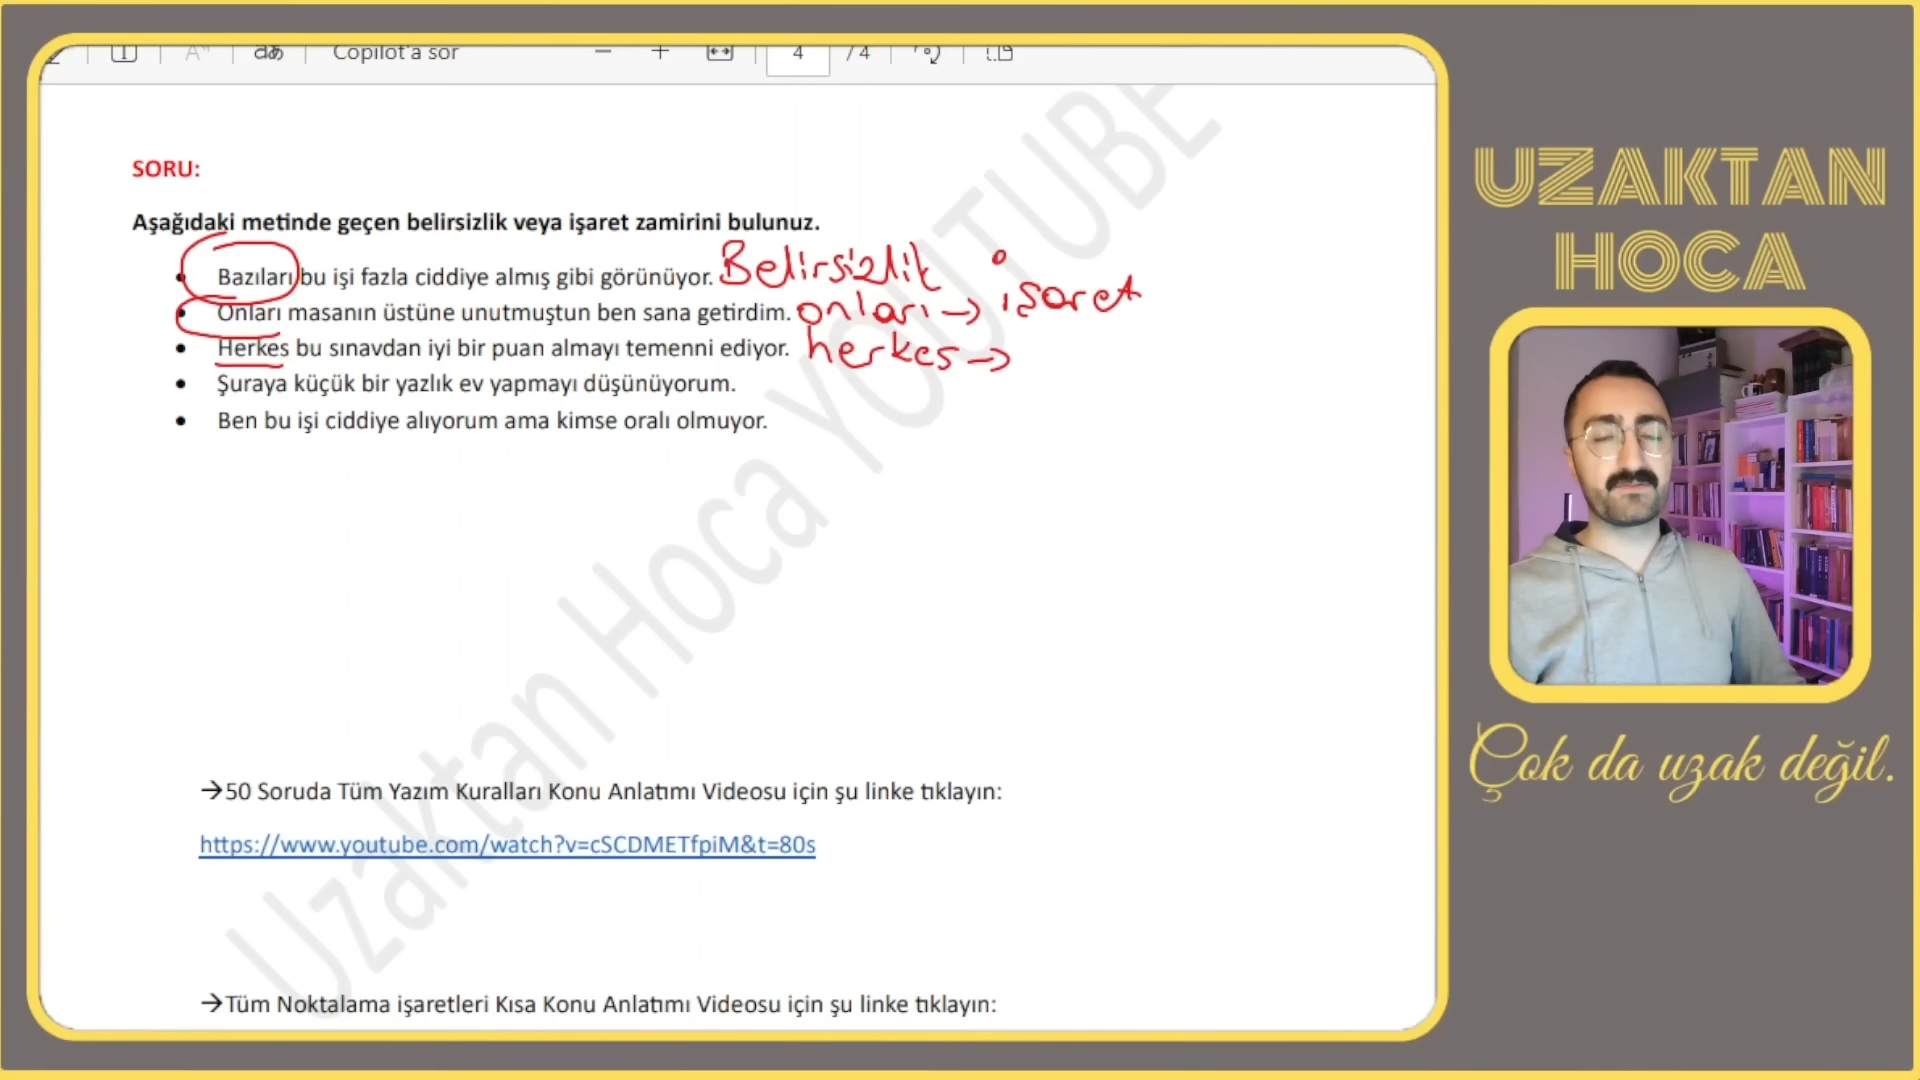 Copilot'a sor
4 / 4
UZAKTAN
HOCA
SORU:
Aşağıdaki metinde geçen belirsizlik veya işaret zamirini bulunuz.
• Bazıları bu işi fazla ciddiye almış gibi görünüyor. Belirsizlik
• Onları masanın üstüne unutmuştun ben sana getirdim. onları → işaret
• Herkes bu sınavdan iyi bir puan almayı temenni ediyor. herkes →
• Şuraya küçük bir yazlık ev yapmayı düşünüyorum.
• Ben bu işi ciddiye alıyorum ama kimse oralı olmuyor.
Uzaktan Hoca YOUTUBE
Çok da uzak değil.
→50 Soruda Tüm Yazım Kuralları Konu Anlatımı Videosu için şu linke tıklayın:
https://www.youtube.com/watch?v=cSCDMETfpiM&t=80s
→Tüm Noktalama işaretleri Kısa Konu Anlatımı Videosu için şu linke tıklayın: